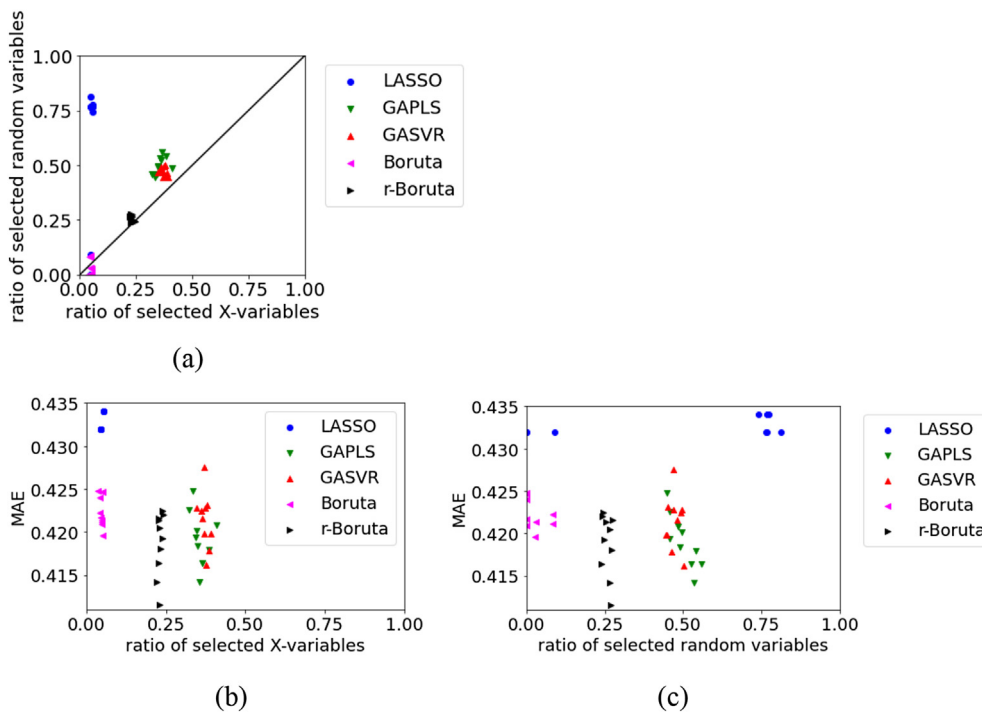 1.00
0.75
0.50
0.25
0.00
ratio of selected random variables
0.00 0.25 0.50 0.75 1.00
ratio of selected X-variables
LASSO
GAPLS
GASVR
Boruta
r-Boruta
(a)
0.435
0.430
0.425
0.420
0.415
MAE
0.00 0.25 0.50 0.75 1.00
ratio of selected X-variables
LASSO
GAPLS
GASVR
Boruta
r-Boruta
(b)
0.435
0.430
0.425
0.420
0.415
MAE
0.00 0.25 0.50 0.75 1.00
ratio of selected random variables
LASSO
GAPLS
GASVR
Boruta
r-Boruta
(c)